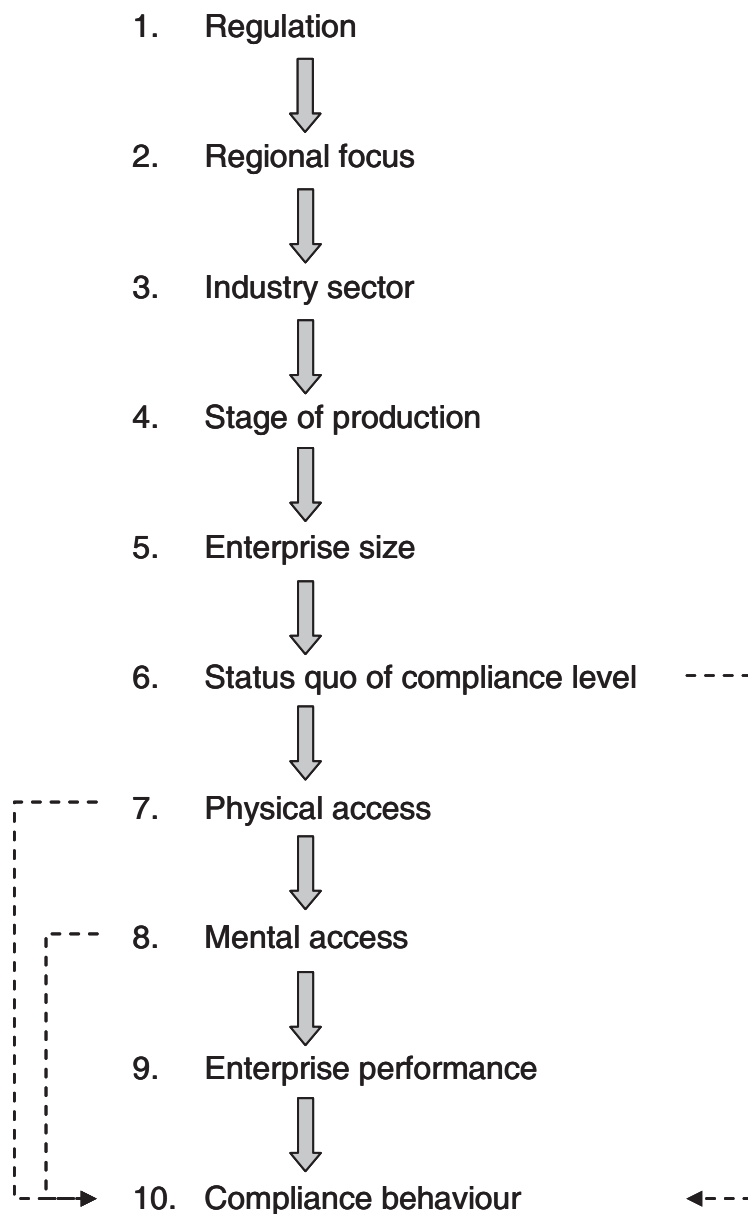 1. Regulation
2. Regional focus
3. Industry sector
4. Stage of production
5. Enterprise size
6. Status quo of compliance level
7. Physical access
8. Mental access
9. Enterprise performance
10. Compliance behaviour